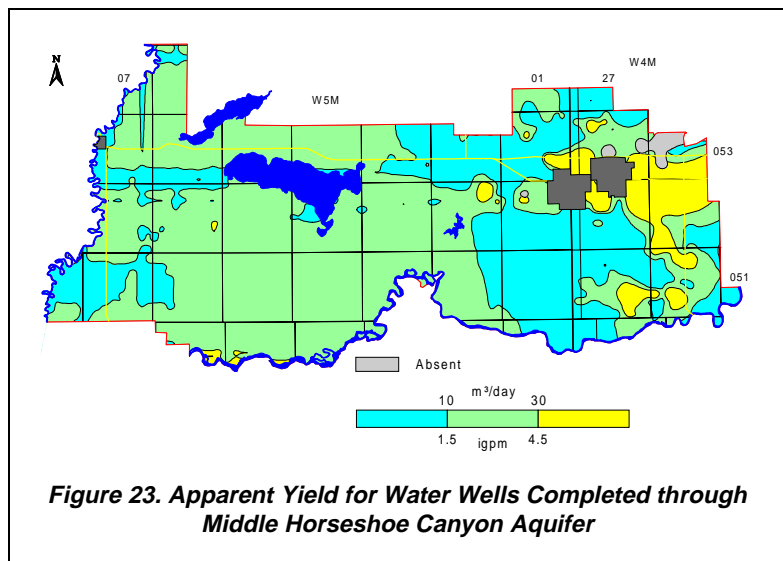 N
W4M
07
01
27
W5M
053
051
Absent
m³/day
10
30
1.5
igpm
4.5
Figure 23. Apparent Yield for Water Wells Completed through
Middle Horseshoe Canyon Aquifer